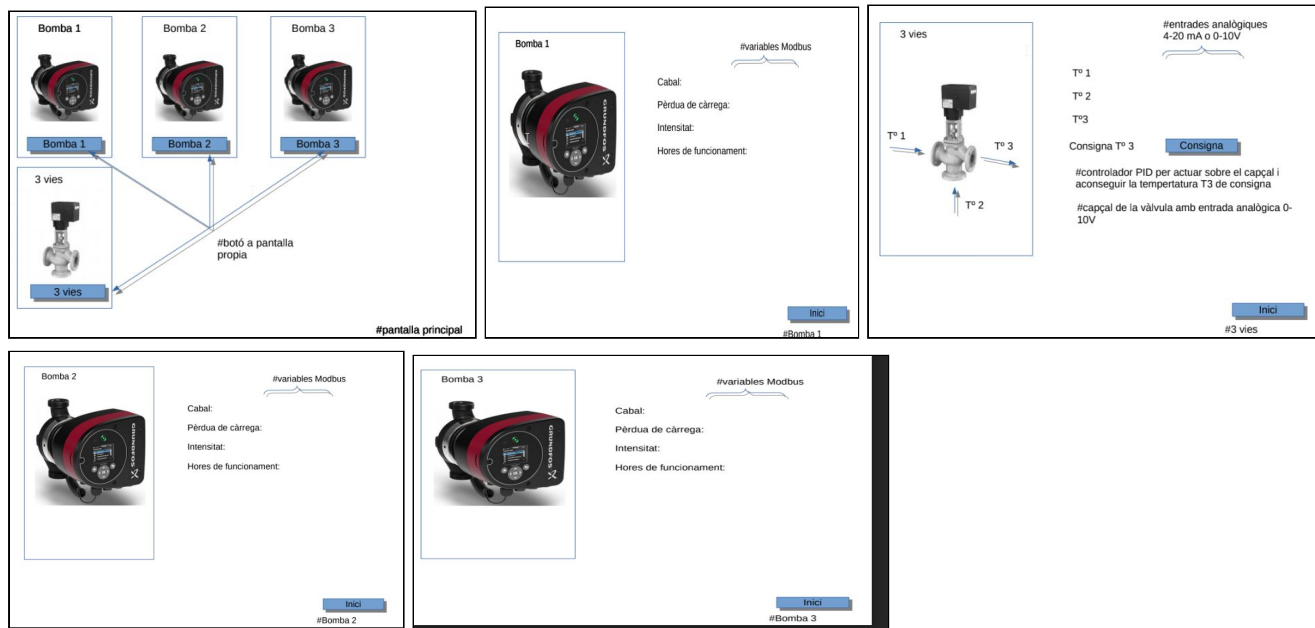 Bomba 1
Bomba 2
Bomba 3
Bomba 1
Bomba 2
Bomba 3
3 vies
#botó a pantalla
propia
3 vies
#pantalla principal
Bomba 1
#variables Modbus
Cabal:
Pèrdua de càrrega:
Intensitat:
Hores de funcionament:
GRUNDFOS
Inici
#Bomba 1
3 vies
#entrades analògiques
4-20 mA o 0-10V
Tº 1
Tº 2
Tº3
Tº 1
Tº 3
Consigna Tº 3
Consigna
#controlador PID per actuar sobre el capçal i
aconseguir la tempertatura T3 de consigna
Tº 2
#capçal de la vàlvula amb entrada analògica 0-
10V
Inici
#3 vies
Bomba 2
#variables Modbus
Cabal:
Pèrdua de càrrega:
Intensitat:
Hores de funcionament:
GRUNDFOS
Inici
#Bomba 2
Bomba 3
#variables Modbus
Cabal:
Pèrdua de càrrega:
Intensitat:
Hores de funcionament:
GRUNDFOS
Inici
#Bomba 3